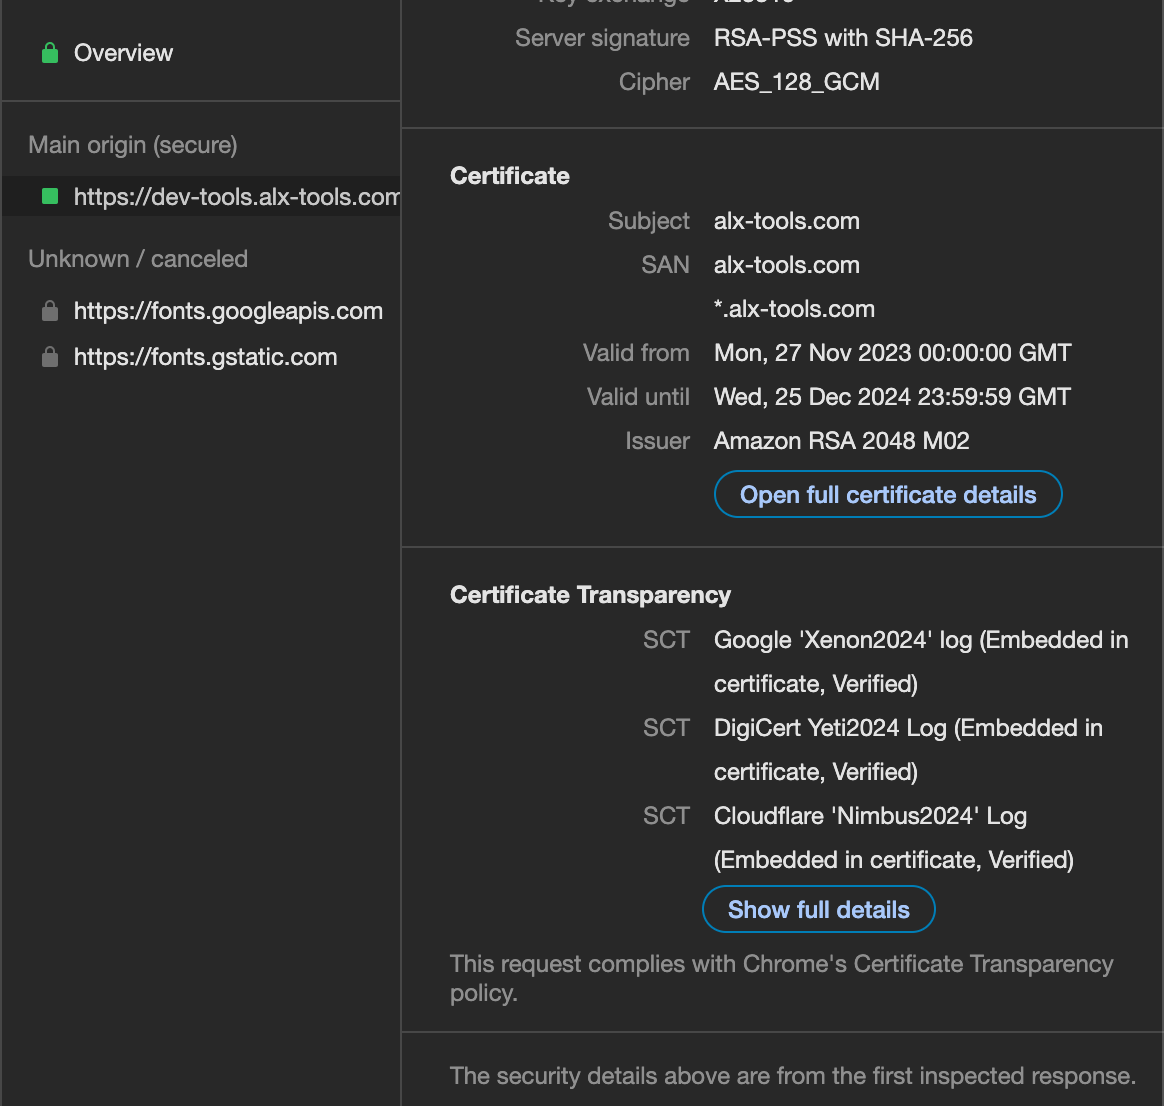 Overview
Main origin (secure)
https://dev-tools.alx-tools.com
Unknown / canceled
https://fonts.googleapis.com
https://fonts.gstatic.com
Key exchange
Server signature RSA-PSS with SHA-256
Cipher AES_128_GCM
Certificate
Subject alx-tools.com
SAN alx-tools.com
*.alx-tools.com
Valid from Mon, 27 Nov 2023 00:00:00 GMT
Valid until Wed, 25 Dec 2024 23:59:59 GMT
Issuer Amazon RSA 2048 M02
Open full certificate details
Certificate Transparency
SCT Google 'Xenon2024' log (Embedded in
certificate, Verified)
SCT DigiCert Yeti2024 Log (Embedded in
certificate, Verified)
SCT Cloudflare 'Nimbus2024' Log
(Embedded in certificate, Verified)
Show full details
This request complies with Chrome's Certificate Transparency
policy.
The security details above are from the first inspected response.